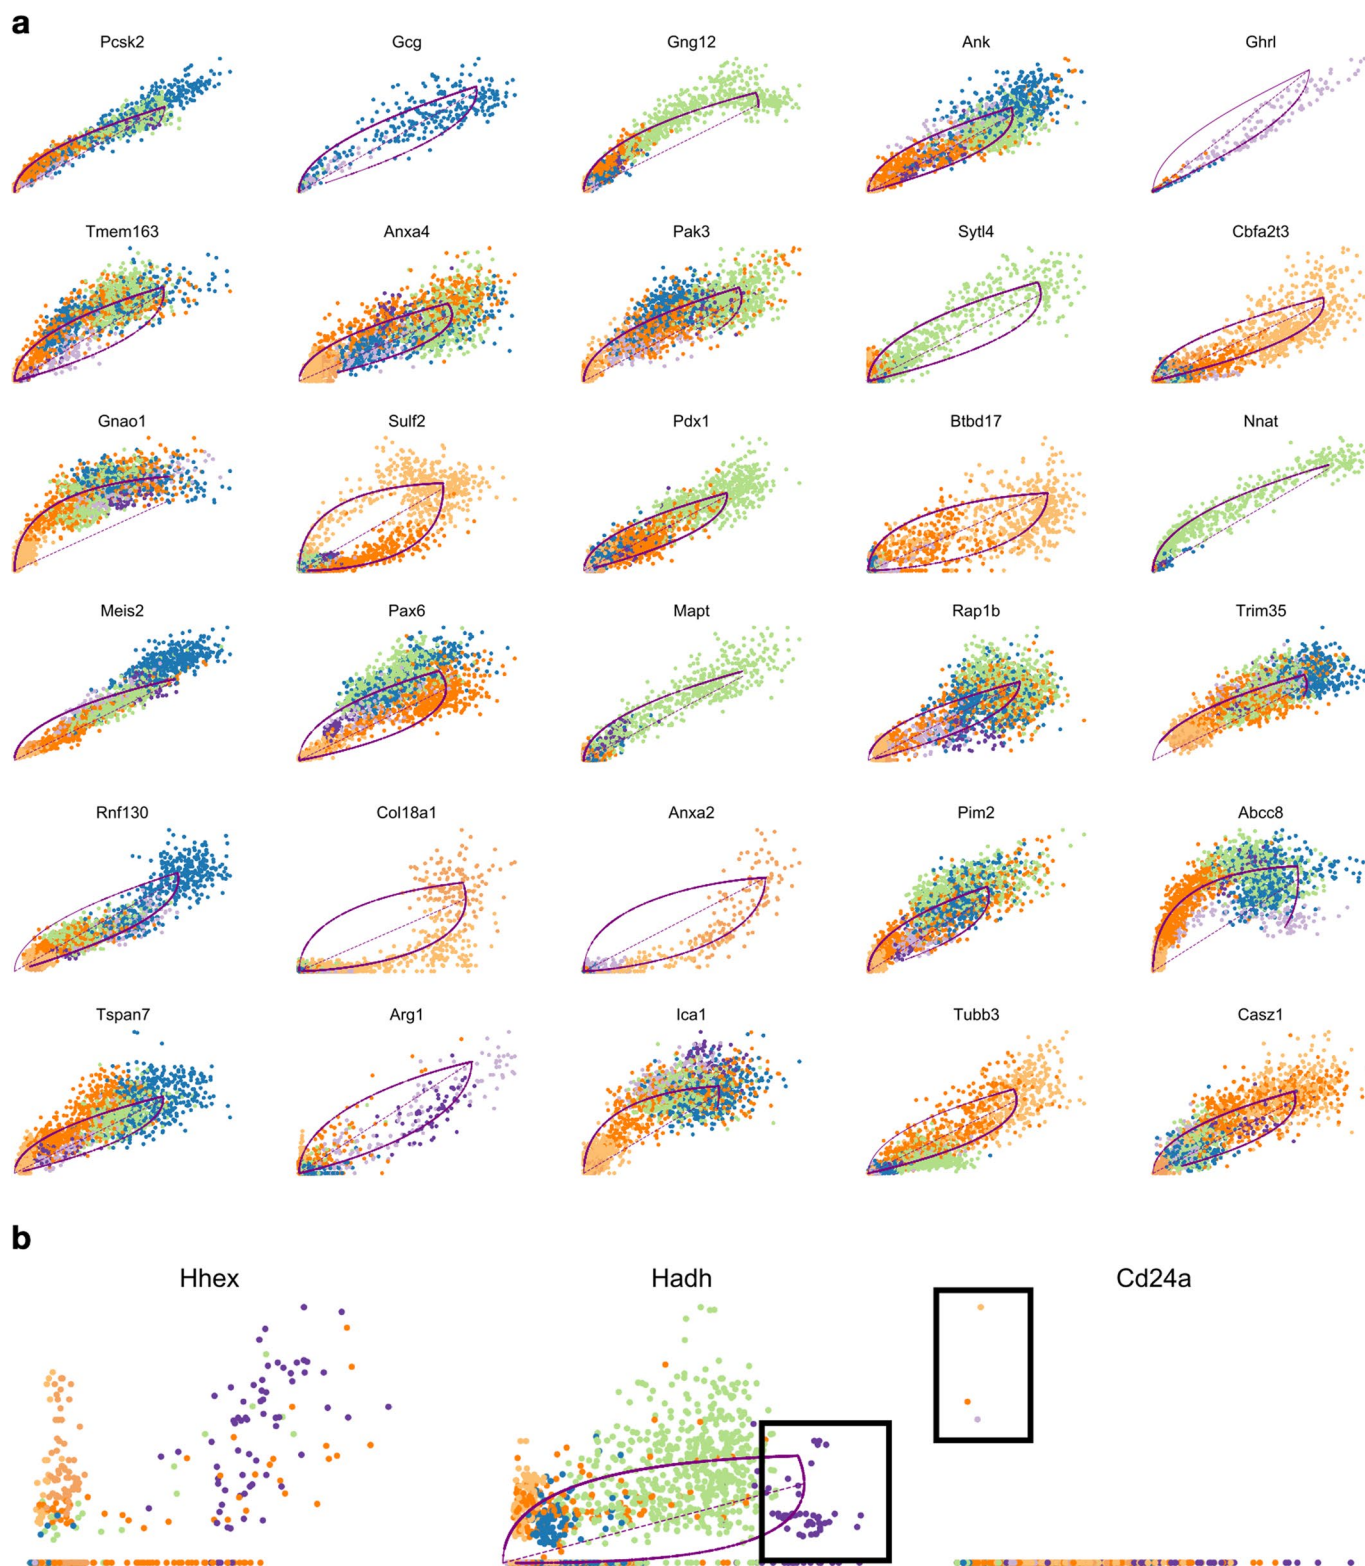 a
Pcsk2 Gcg Gng12 Ank Ghrl
Tmem163 Anxa4 Pak3 Sytl4 Cbfa2t3
Gnao1 Sulf2 Pdx1 Btbd17 Nnat
Meis2 Pax6 Mapt Rap1b Trim35
Rnf130 Col18a1 Anxa2 Pim2 Abcc8
Tspan7 Arg1 Ica1 Tubb3 Casz1
b
Hhex Hadh Cd24a